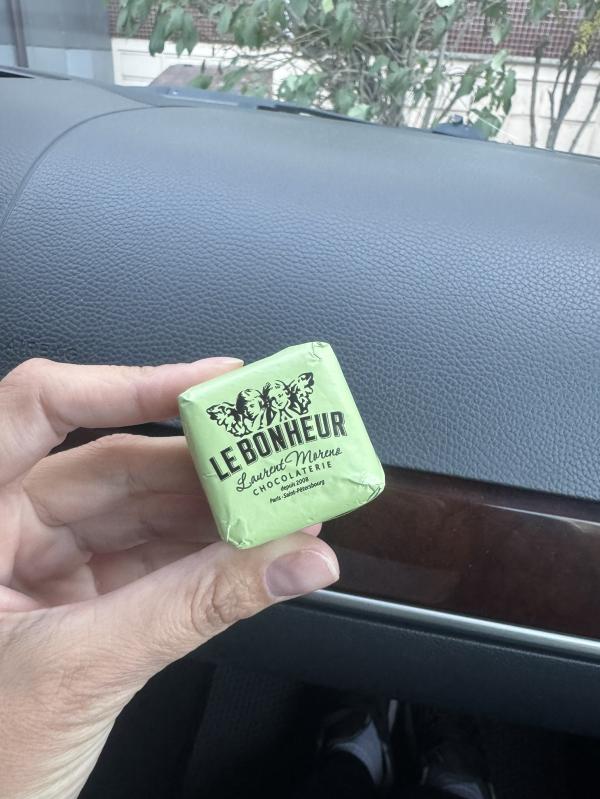 LE BONHEUR
Laurent Moreno
CHOCOLATERIE
depuis 2008
Paris - Saint-Pétersbourg